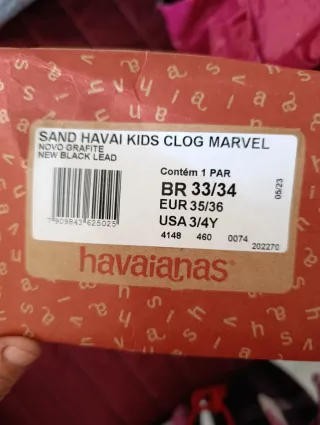 SAND HAVAI KIDS CLOG MARVEL
NOVO GRAFITE
NEW BLACK LEAD
Contém 1 PAR
BR 33/34
EUR 35/36
USA 3/4Y
4148 460 0074
202270
05/23
7909843625025
havaianas